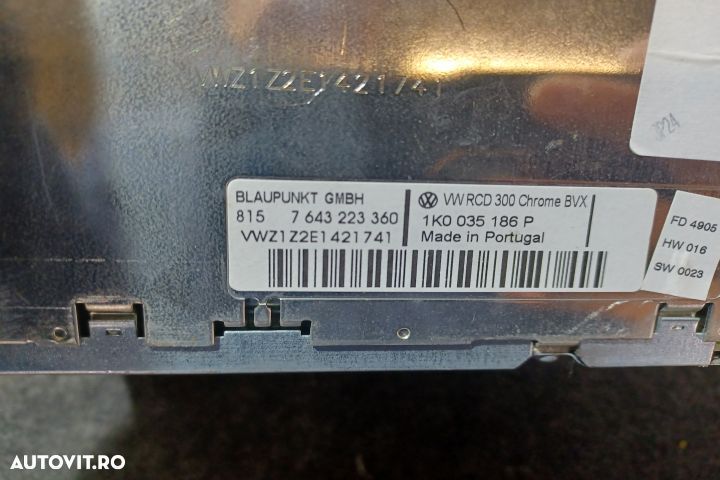 VWZ1Z2E1421741
P24
BLAUPUNKT GMBH
815 7 643 223 360
VWZ1Z2E1421741
VW RCD 300 Chrome BVX
1K0 035 186 P
Made in Portugal
FD 4905
HW 016
SW 0023
AUTOVIT.RO